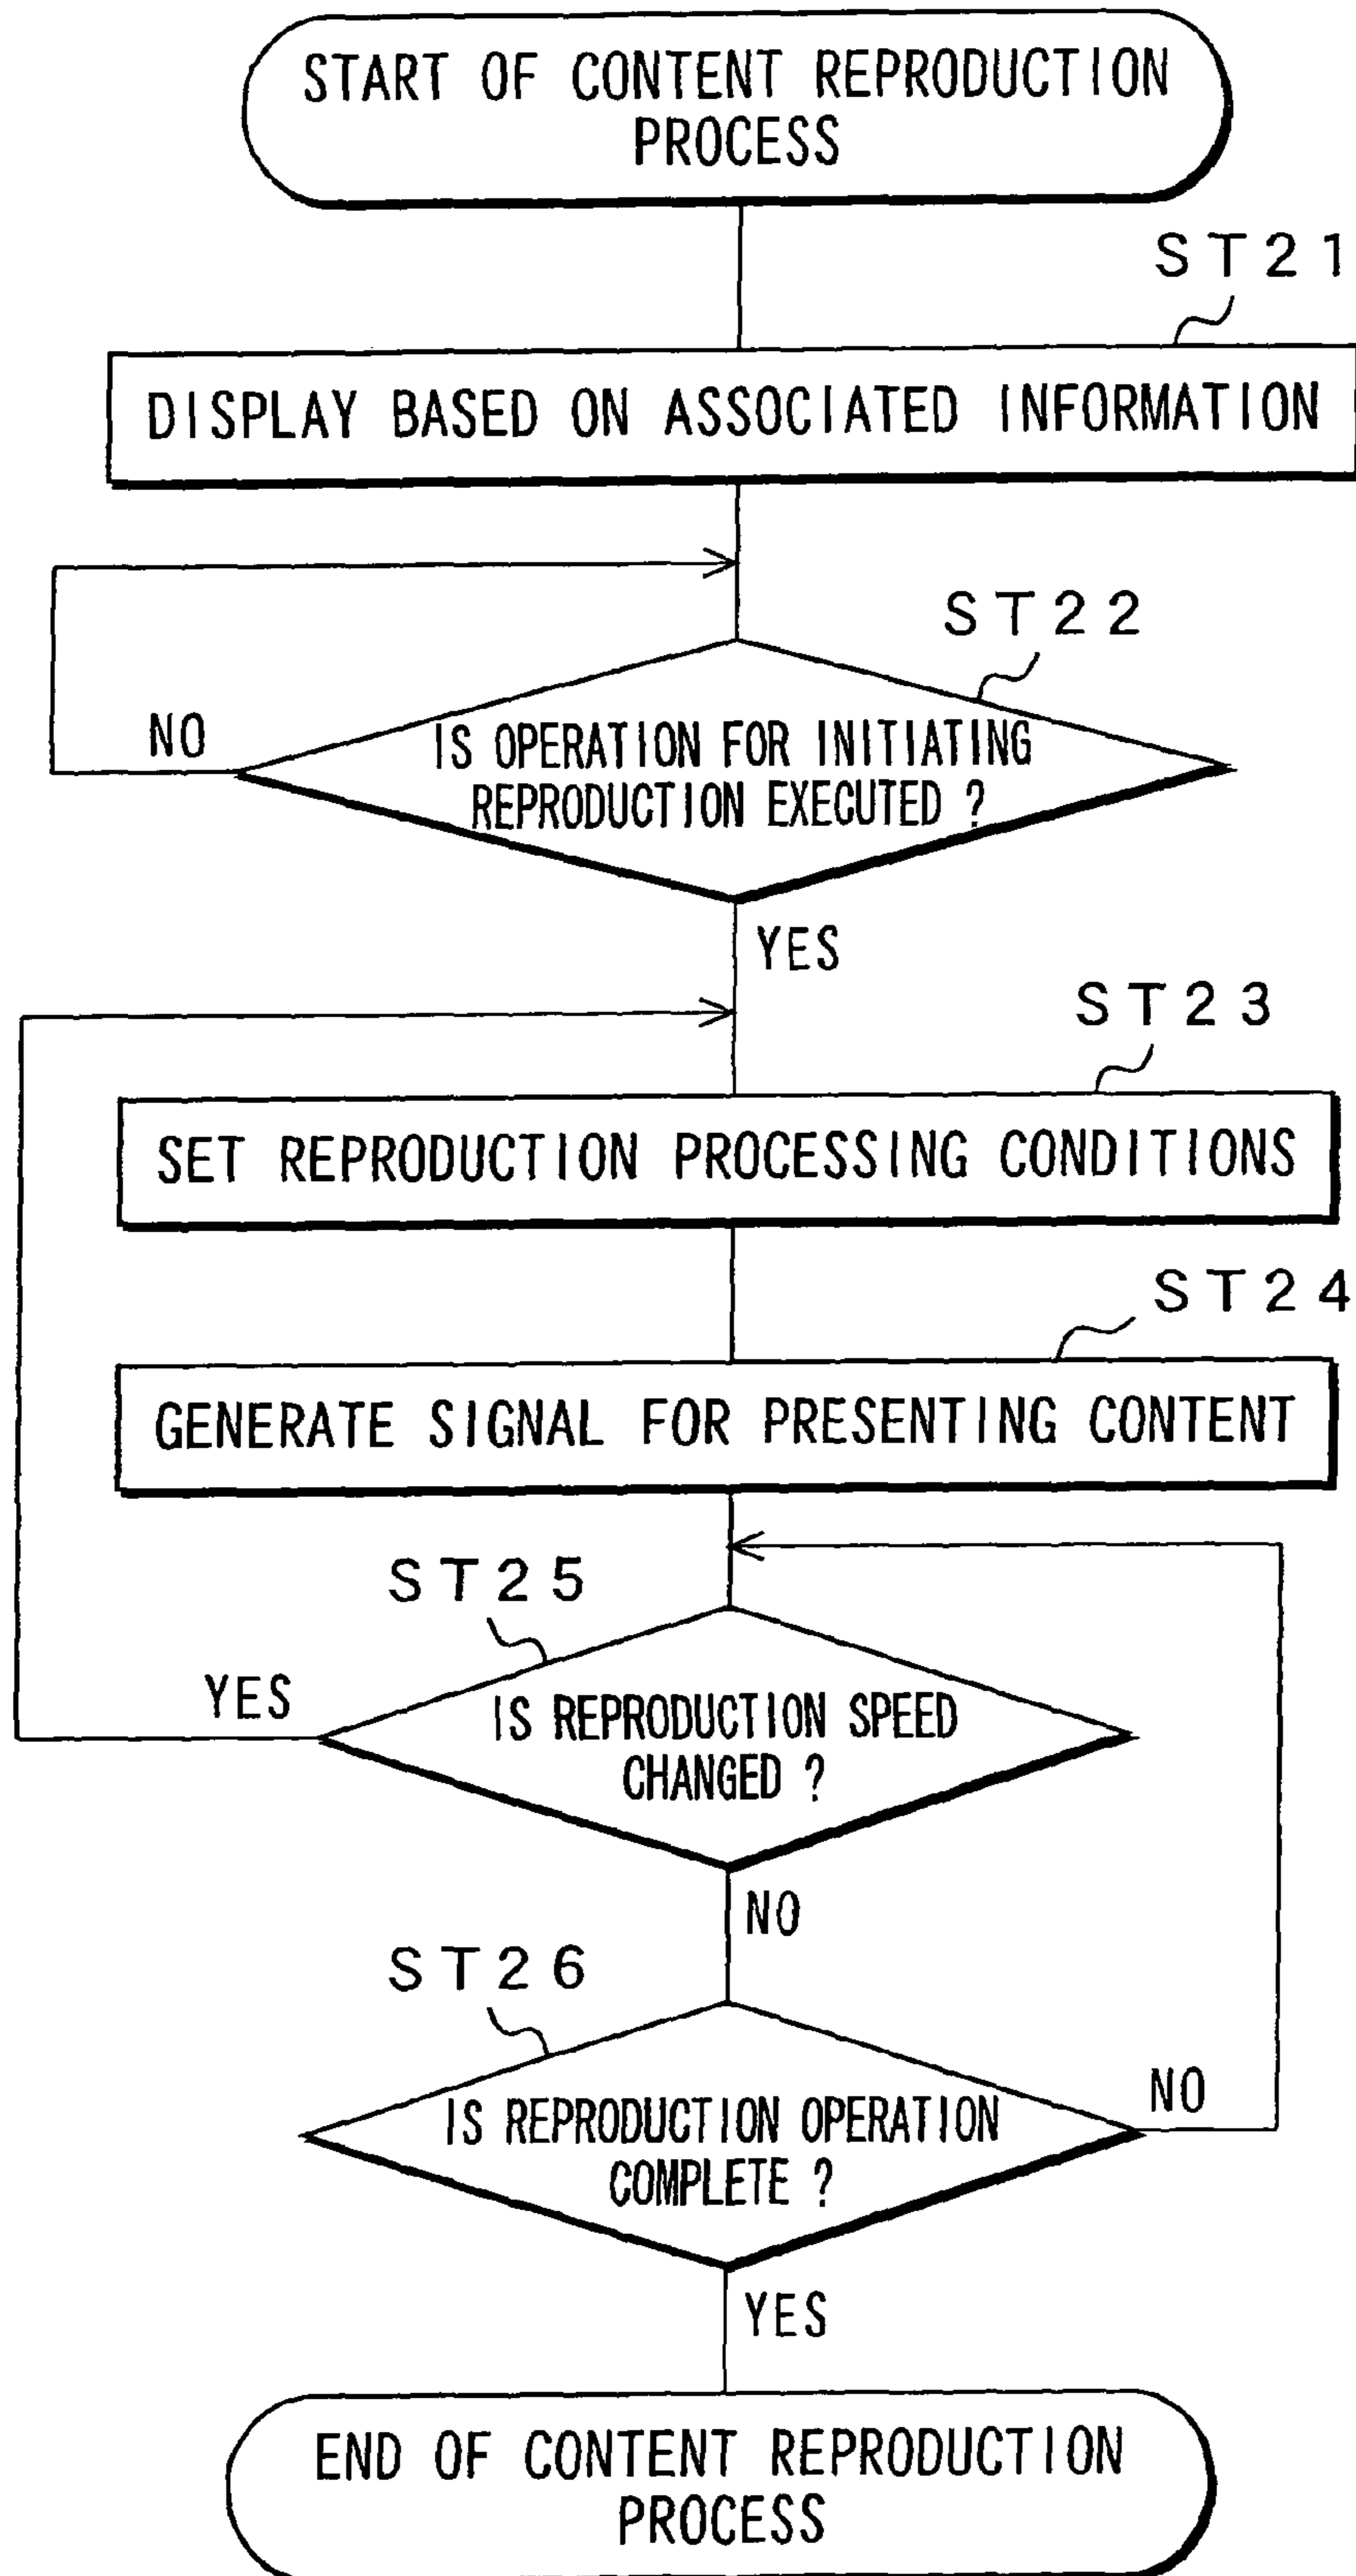 START OF CONTENT REPRODUCTION
PROCESS
ST21
DISPLAY BASED ON ASSOCIATED INFORMATION
ST22
NO
IS OPERATION FOR INITIATING
REPRODUCTION EXECUTED ?
YES
ST23
SET REPRODUCTION PROCESSING CONDITIONS
ST24
GENERATE SIGNAL FOR PRESENTING CONTENT
ST25
YES
IS REPRODUCTION SPEED
CHANGED ?
NO
ST26
NO
IS REPRODUCTION OPERATION
COMPLETE ?
YES
END OF CONTENT REPRODUCTION
PROCESS